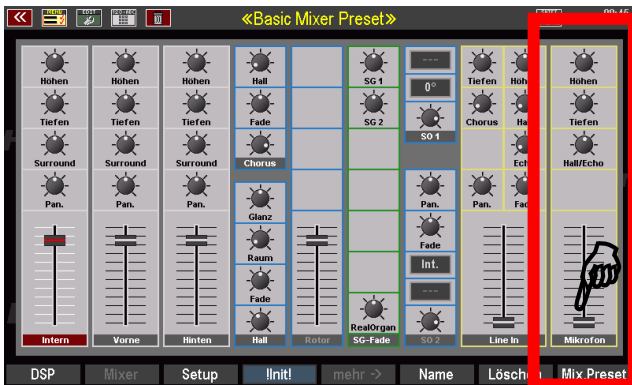 MENU EDIT
«Basic Mixer Preset»
Höhen Höhen Höhen Hall SG 1 --- Tiefen Höhen
Tiefen Tiefen Tiefen Fade SG 2 0° Chorus
Surround Surround Surround Chorus SO 1 Hall/Echo
Pan. Pan. Pan. Glanz Pan. Pan.
Raum Fade
Fade Int.
---
RealOrgan
Intern Vorne Hinten Hall Rotor SG-Fade SO 2 Line In Mikrofon
DSP Mixer Setup !Init! mehr -> Name Löschen Mix.Preset